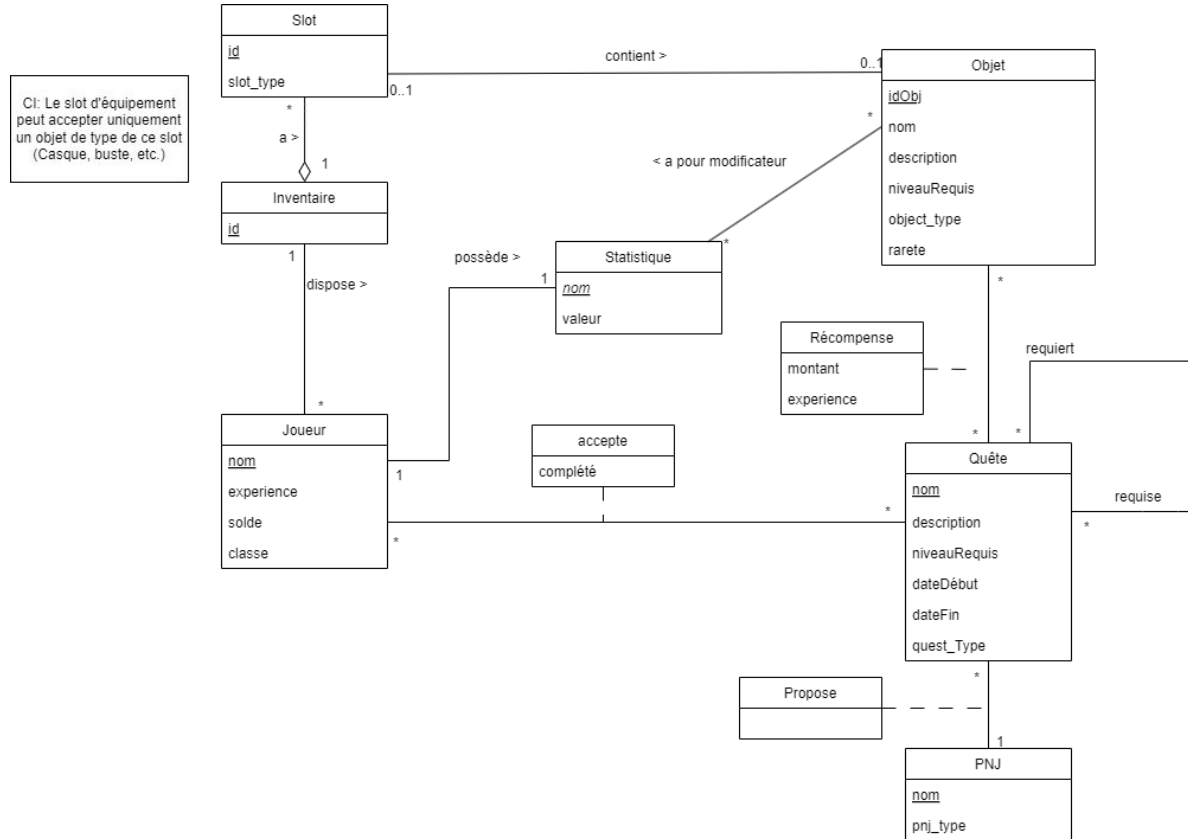 Slot
id
slot_type
contient >
0..1
0..1
Objet
idObj
nom
description
niveauRequis
object_type
rarete
CI: Le slot d'équipement
peut accepter uniquement
un objet de type de ce slot
(Casque, buste, etc.)
*
a >
1
*
< a pour modificateur
*
Inventaire
id
1
dispose >
*
possède >
1
Statistique
nom
valeur
*
Récompense
montant
experience
requiert
*
*
Joueur
nom
experience
solde
classe
1
*
accepte
complété
*
Quête
nom
description
niveauRequis
dateDébut
dateFin
quest_Type
requise
*
*
Propose
1
PNJ
nom
pnj_type